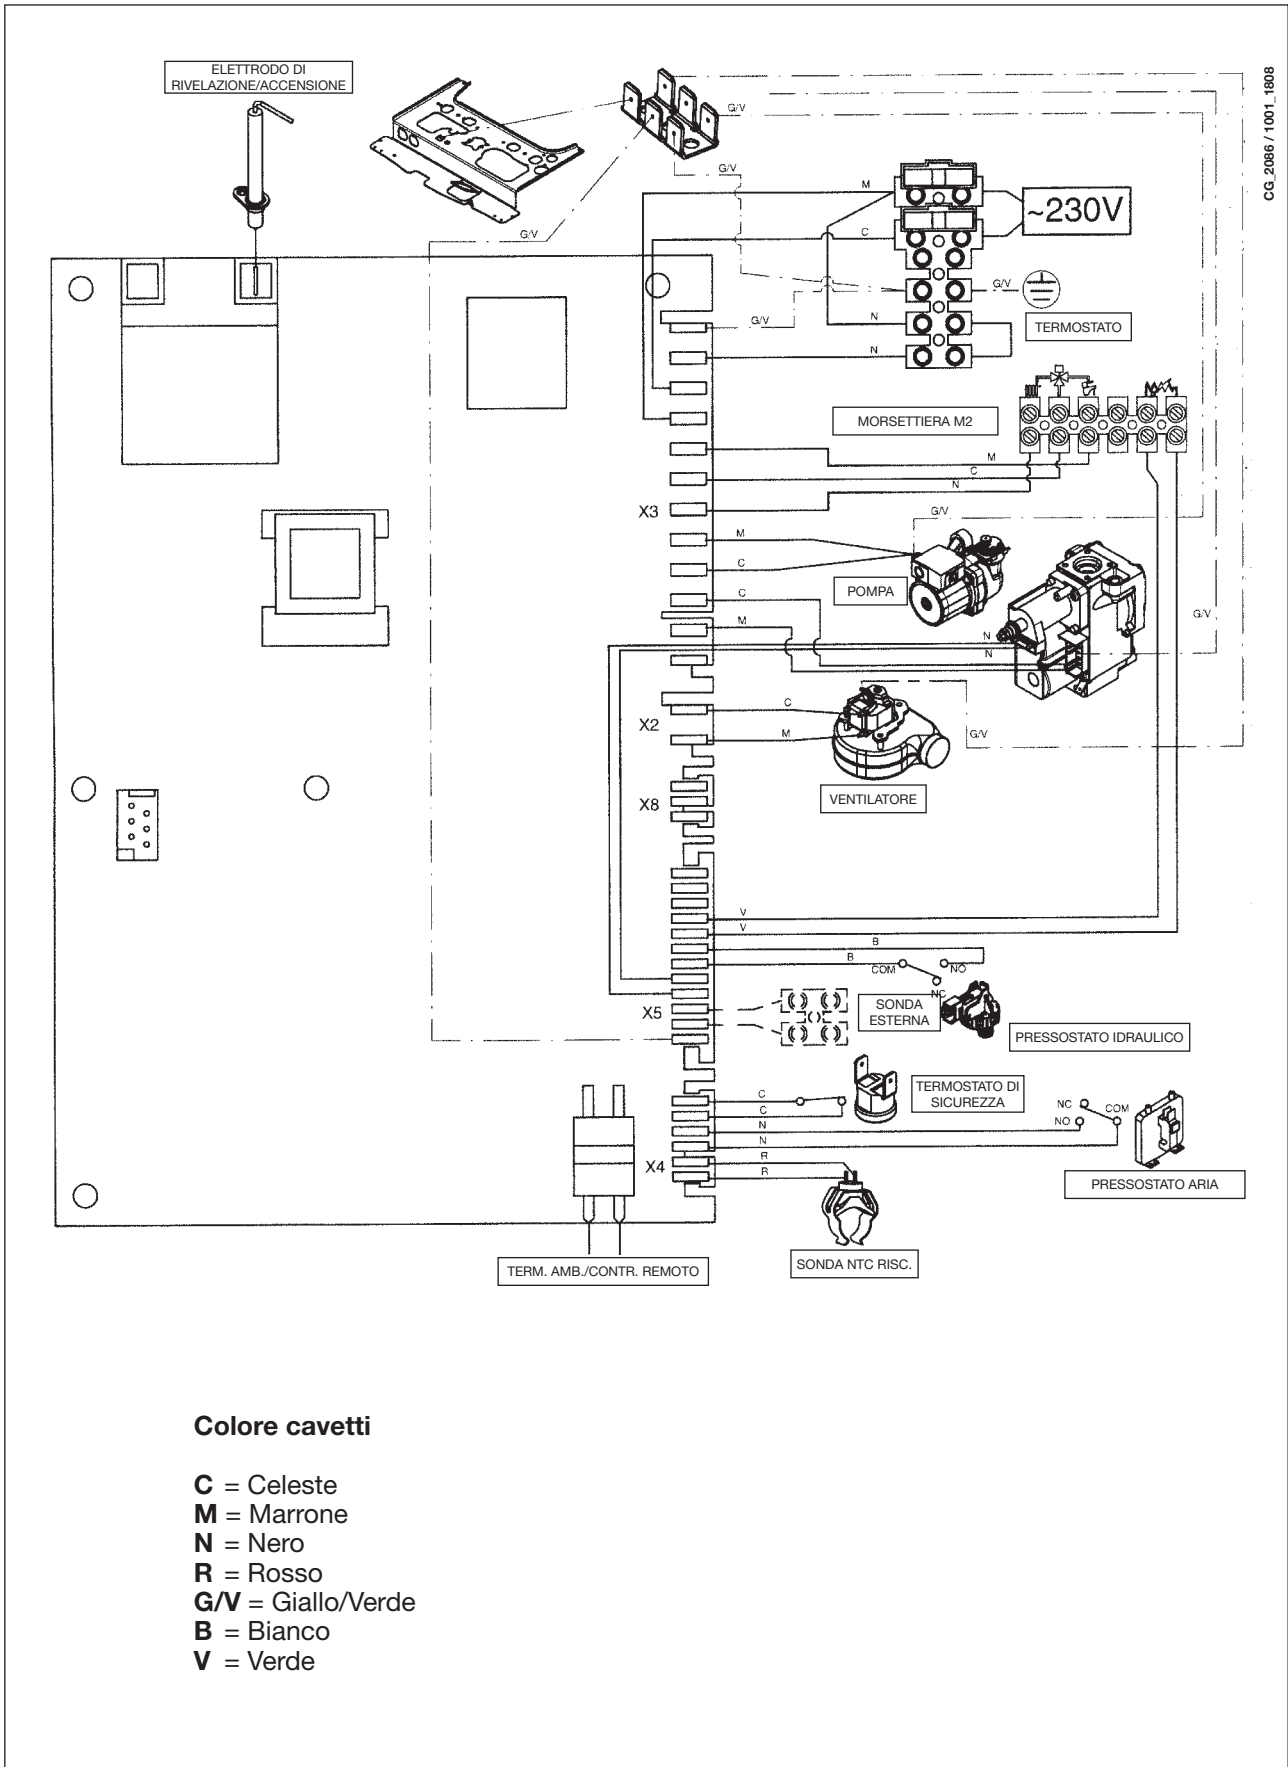 CG_2086 / 1001_1808
ELETTRODO DI
RIVELAZIONE/ACCENSIONE
G/V
G/V
G/V
M
~230V
C
G/V
G/V
N
TERMOSTATO
N
MORSETTIERA M2
M
C
N
X3
G/V
M
C
POMPA
C
G/V
M
N
N
X2
C
M
G/V
VENTILATORE
X8
V
V
B
B
COM
NO
NC
SONDA
ESTERNA
X5
PRESSOSTATO IDRAULICO
C
C
TERMOSTATO DI
SICUREZZA
NC
COM
NO
N
N
R
R
X4
PRESSOSTATO ARIA
SONDA NTC RISC.
TERM. AMB./CONTR. REMOTO
Colore cavetti
C = Celeste
M = Marrone
N = Nero
R = Rosso
G/V = Giallo/Verde
B = Bianco
V = Verde